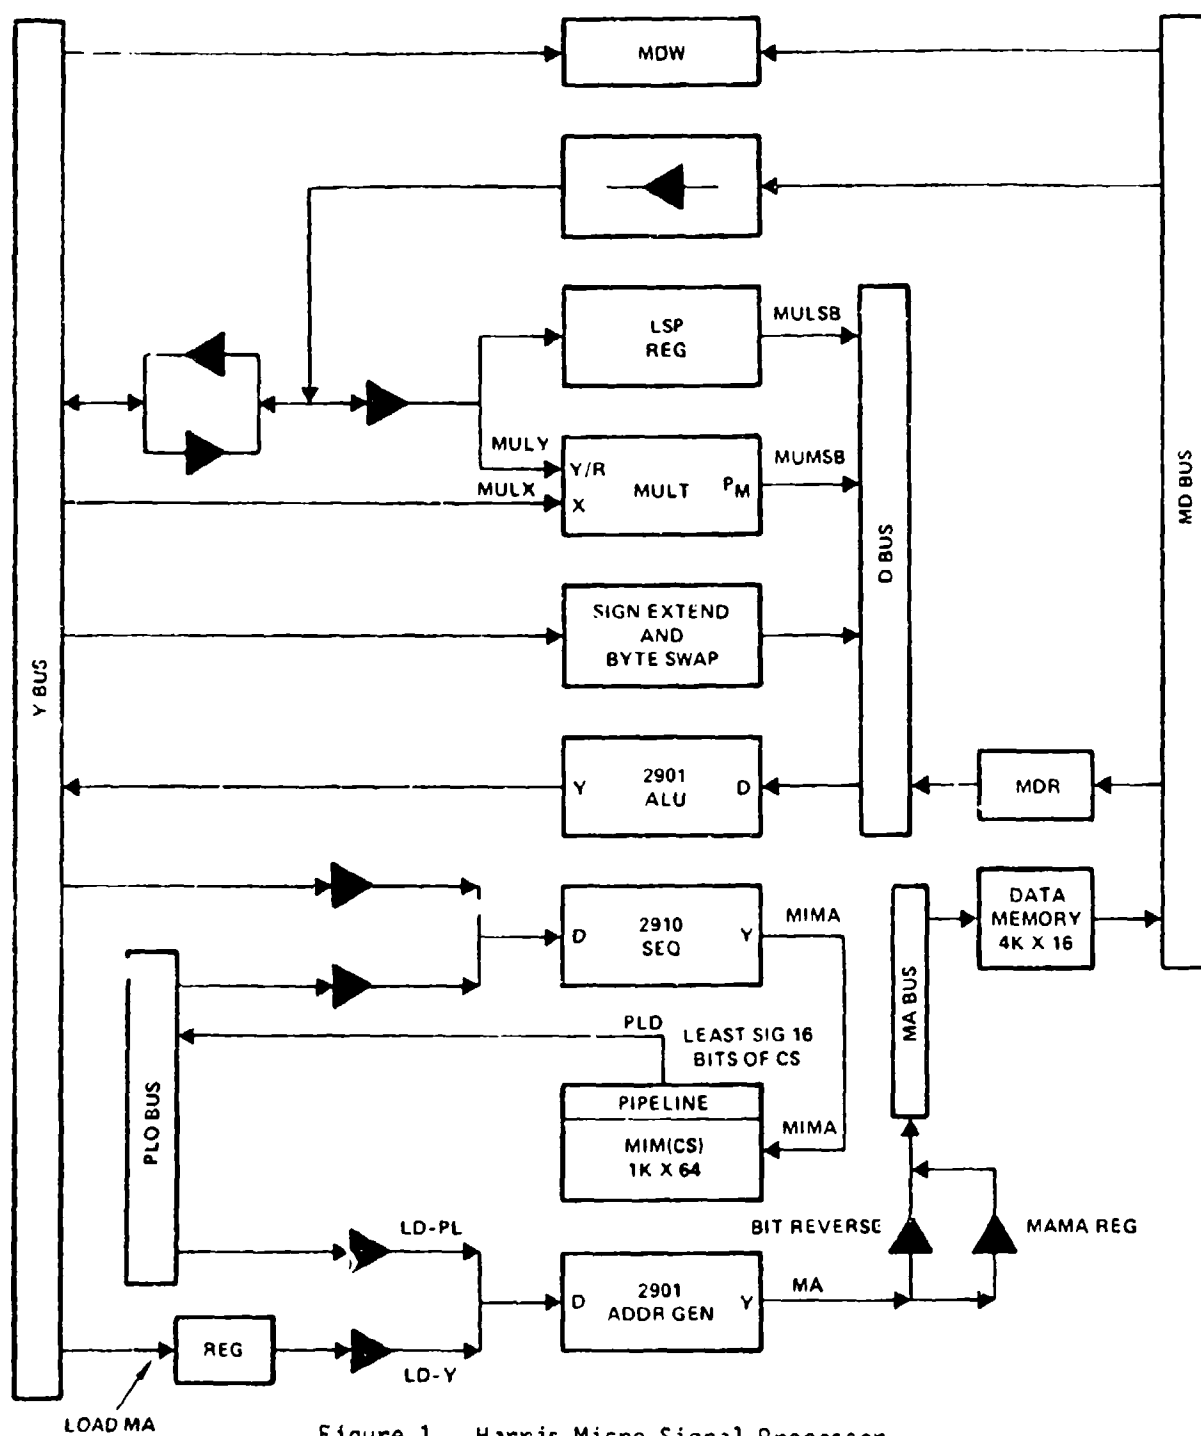 MDW
LSP
REG
MULSB
MULY
MULX
Y/R
X
MULT
PM
MUMSB
D BUS
MD BUS
SIGN EXTEND
AND
BYTE SWAP
Y BUS
Y
2901
ALU
D
MDR
DATA
MEMORY
4K X 16
D
2910
SEQ
Y
MIMA
MA BUS
PLD
LEAST SIG 16
BITS OF CS
PLO BUS
PIPELINE
MIM(CS)
1K X 64
MIMA
BIT REVERSE
MAMA REG
LD-PL
D
2901
ADDR GEN
Y
MA
REG
LD-Y
LOAD MA
Figure 1. Harris Micro Signal Processor